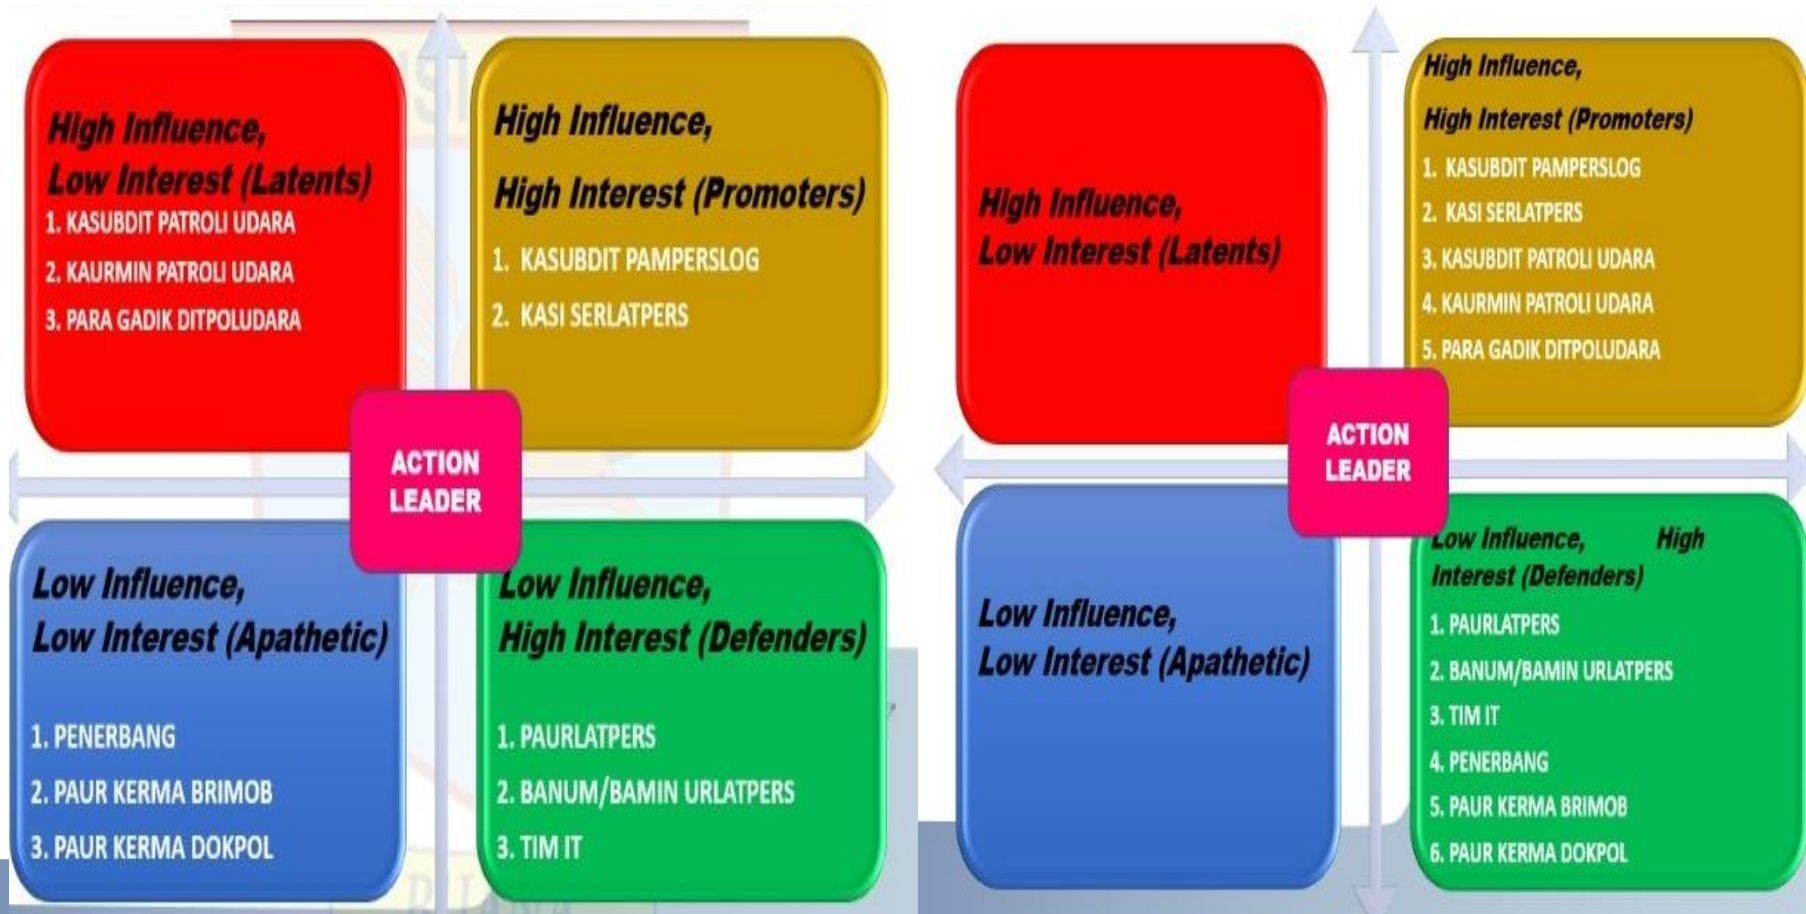 High Influence,
Low Interest (Latents)
1. KASUBDIT PATROLI UDARA
2. KAURMIN PATROLI UDARA
3. PARA GADIK DITPOLUDARA
High Influence,
High Interest (Promoters)
1. KASUBDIT PAMPERSLOG
2. KASI SERLATPERS
ACTION
LEADER
Low Influence,
Low Interest (Apathetic)
1. PENERBANG
2. PAUR KERMA BRIMOB
3. PAUR KERMA DOKPOL
Low Influence,
High Interest (Defenders)
1. PAURLATPERS
2. BANUM/BAMIN URLATPERS
3. TIM IT
High Influence,
Low Interest (Latents)
High Influence,
High Interest (Promoters)
1. KASUBDIT PAMPERSLOG
2. KASI SERLATPERS
3. KASUBDIT PATROLI UDARA
4. KAURMIN PATROLI UDARA
5. PARA GADIK DITPOLUDARA
ACTION
LEADER
Low Influence,
Low Interest (Apathetic)
Low Influence, High
Interest (Defenders)
1. PAURLATPERS
2. BANUM/BAMIN URLATPERS
3. TIM IT
4. PENERBANG
5. PAUR KERMA BRIMOB
6. PAUR KERMA DOKPOL